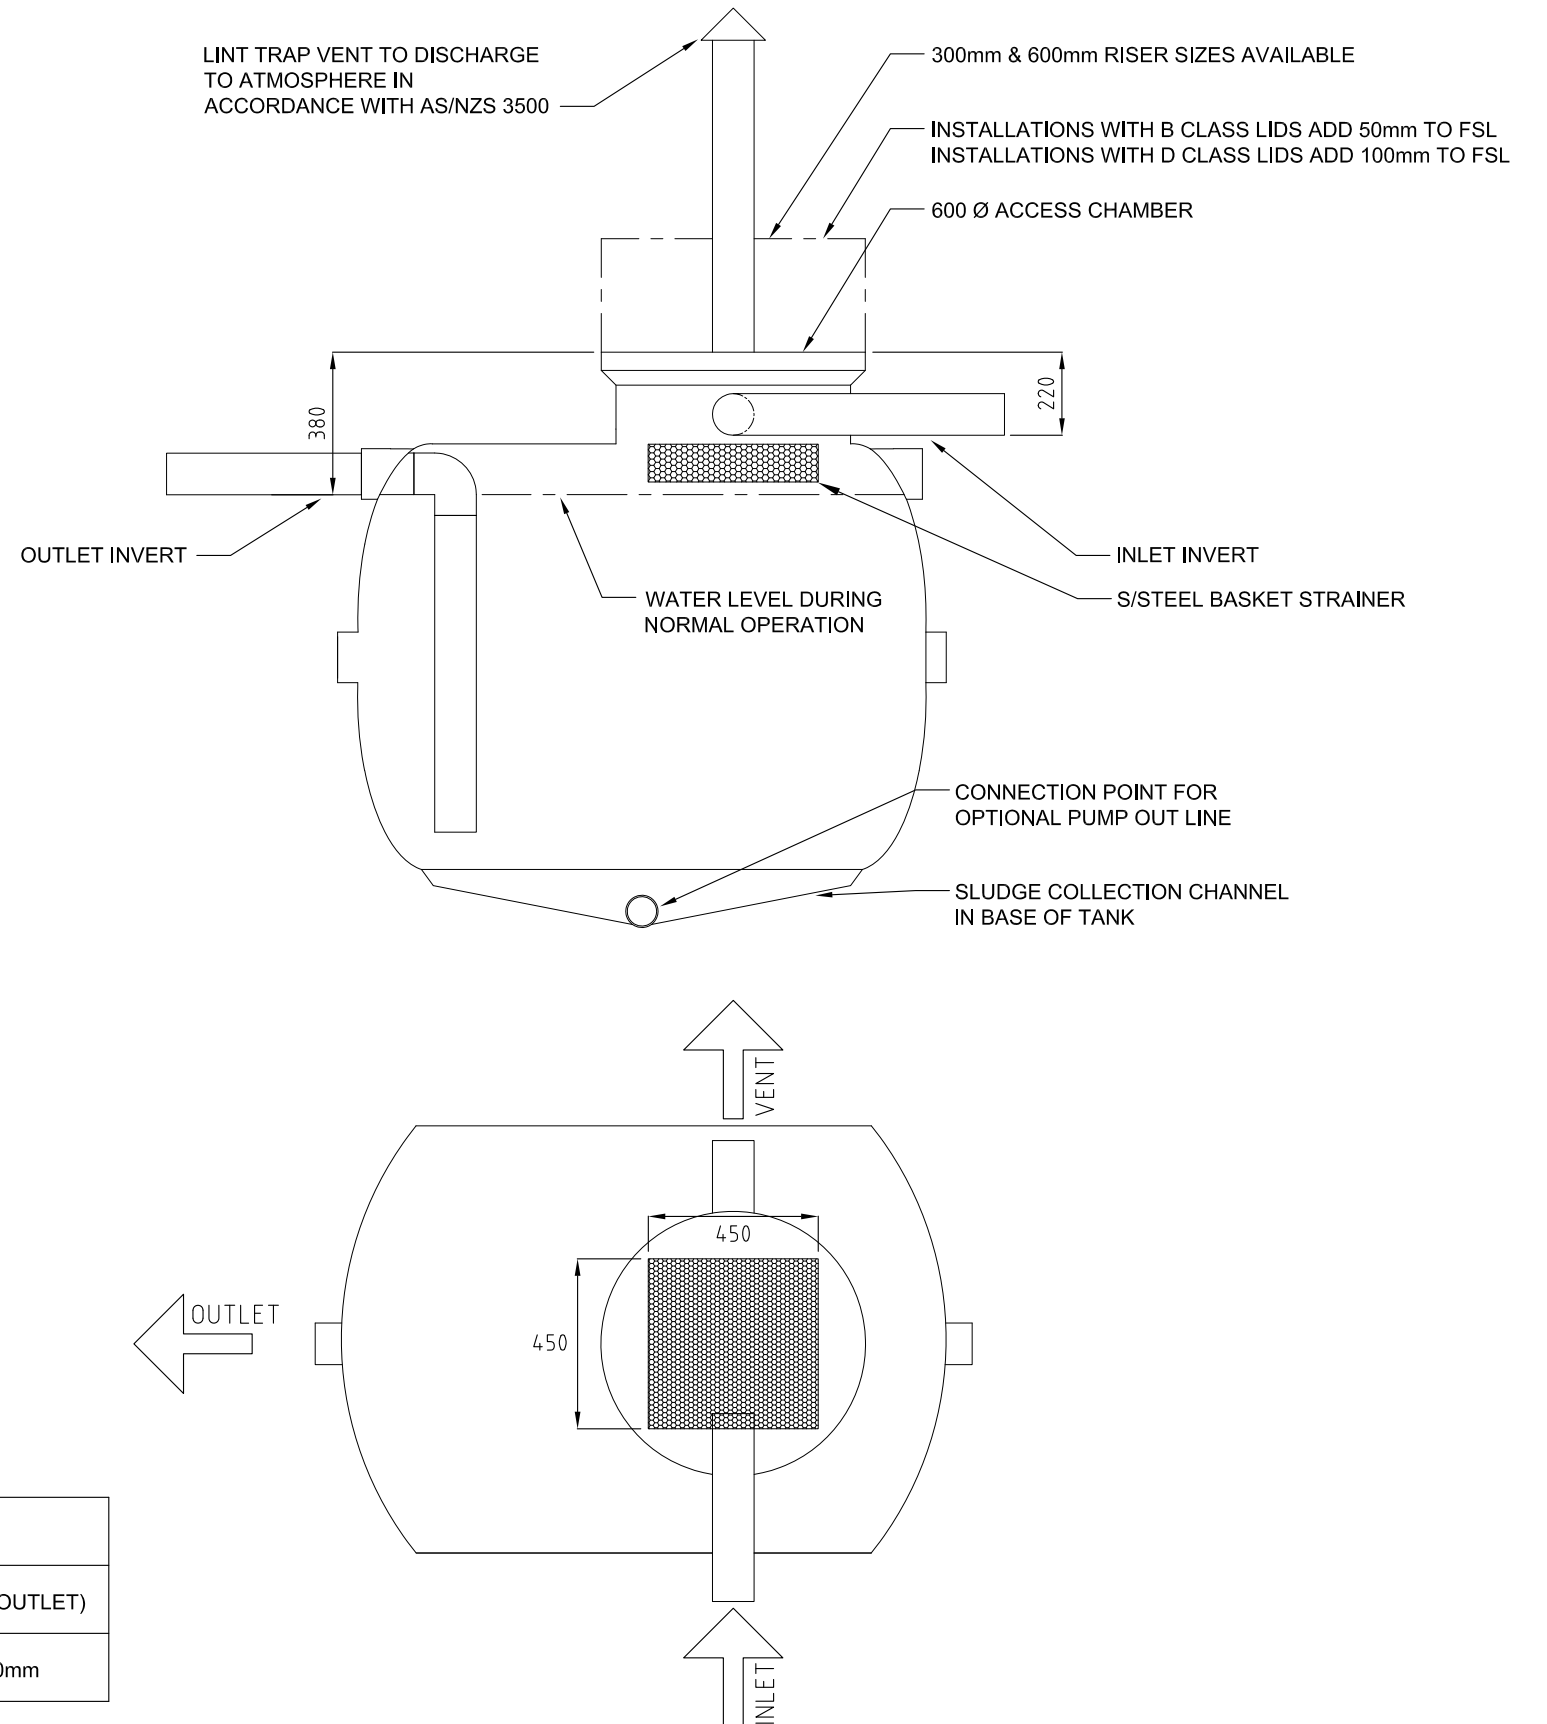 LINT TRAP VENT TO DISCHARGE
TO ATMOSPHERE IN
ACCORDANCE WITH AS/NZS 3500
300mm & 600mm RISER SIZES AVAILABLE
INSTALLATIONS WITH B CLASS LIDS ADD 50mm TO FSL
INSTALLATIONS WITH D CLASS LIDS ADD 100mm TO FSL
600 Ø ACCESS CHAMBER
380
220
OUTLET INVERT
INLET INVERT
WATER LEVEL DURING
NORMAL OPERATION
S/STEEL BASKET STRAINER
CONNECTION POINT FOR
OPTIONAL PUMP OUT LINE
SLUDGE COLLECTION CHANNEL
IN BASE OF TANK
VENT
450
OUTLET
450
OUTLET)
0mm
INLET